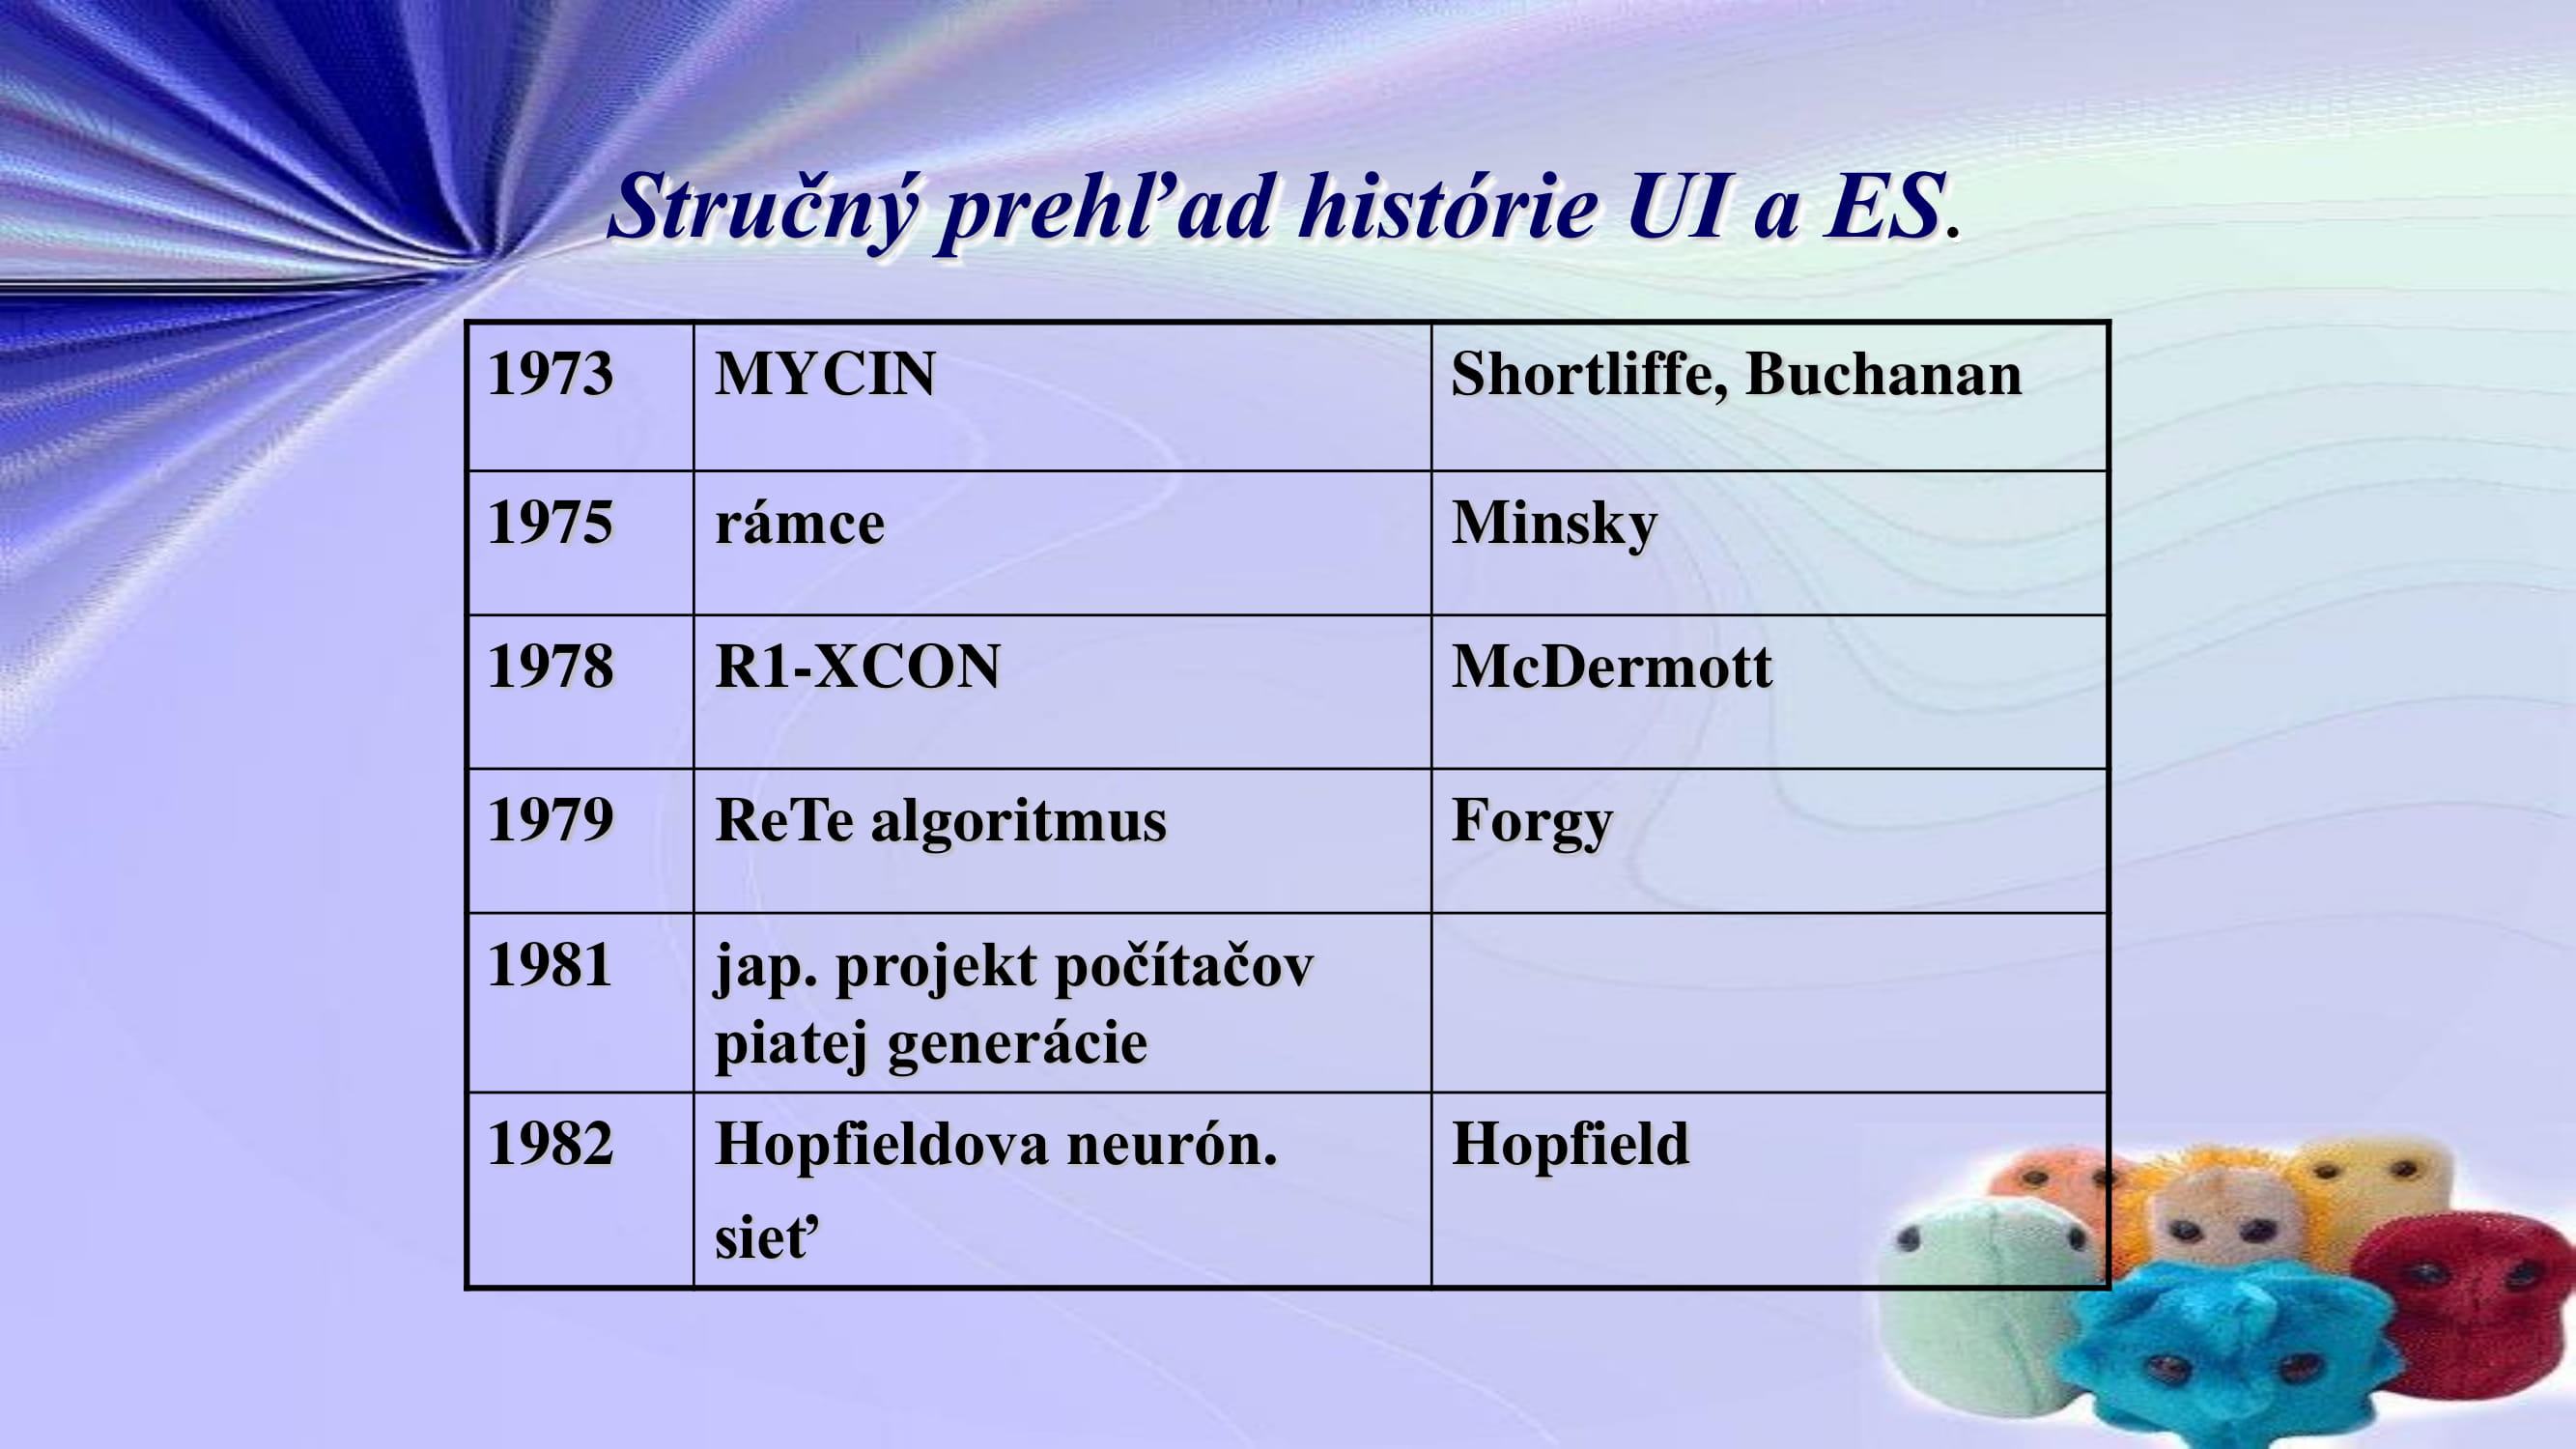 Stručný prehľad histórie UI a ES.
1973 MYCIN Shortliffe, Buchanan
1975 rámce Minsky
1978 R1-XCON McDermott
1979 ReTe algoritmus Forgy
1981 jap. projekt počítačov
piatej generácie
1982 Hopfieldova neurón. Hopfield
sieť